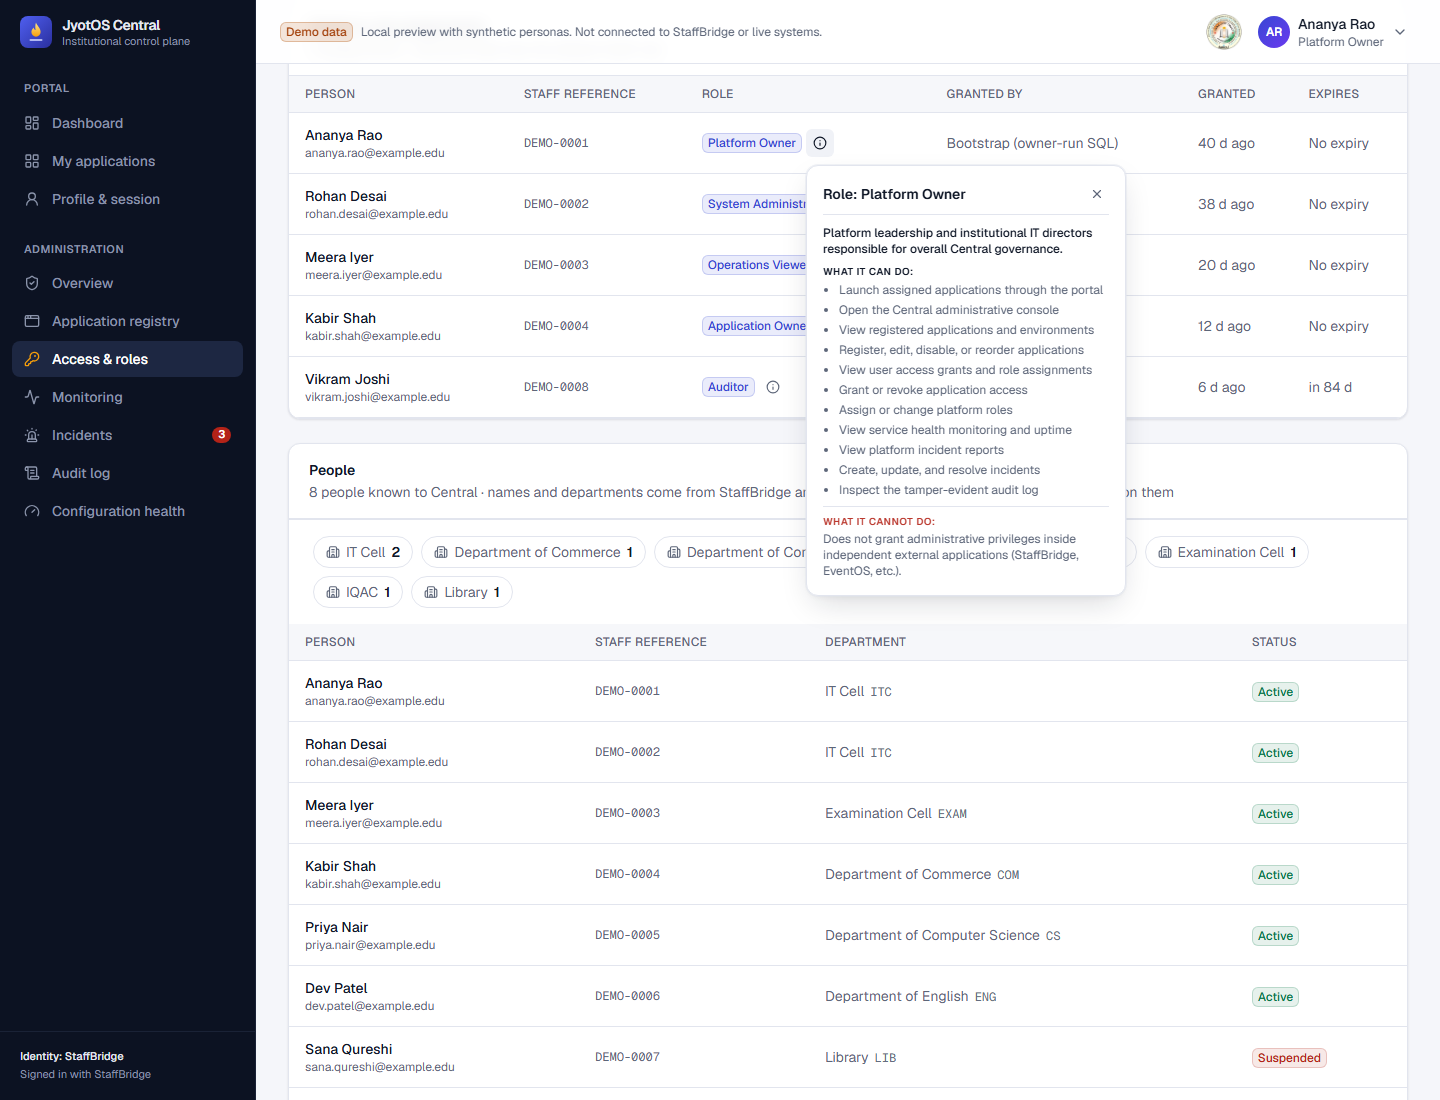 JyotOS Central
Institutional control plane
PORTAL
Dashboard
My applications
Profile & session
ADMINISTRATION
Overview
Application registry
Access & roles
Monitoring
Incidents 3
Audit log
Configuration health
Identity: StaffBridge
Signed in with StaffBridge
Demo data Local preview with synthetic personas. Not connected to StaffBridge or live systems.
AR Ananya Rao
Platform Owner
PERSON STAFF REFERENCE ROLE GRANTED BY GRANTED EXPIRES
Ananya Rao
ananya.rao@example.edu
DEMO-0001 Platform Owner Bootstrap (owner-run SQL) 40 d ago No expiry
Rohan Desai
rohan.desai@example.edu
DEMO-0002 System Administr 38 d ago No expiry
Meera Iyer
meera.iyer@example.edu
DEMO-0003 Operations Viewe 20 d ago No expiry
Kabir Shah
kabir.shah@example.edu
DEMO-0004 Application Owne 12 d ago No expiry
Vikram Joshi
vikram.joshi@example.edu
DEMO-0008 Auditor 6 d ago in 84 d
Role: Platform Owner
Platform leadership and institutional IT directors
responsible for overall Central governance.
WHAT IT CAN DO:
• Launch assigned applications through the portal
• Open the Central administrative console
• View registered applications and environments
• Register, edit, disable, or reorder applications
• View user access grants and role assignments
• Grant or revoke application access
• Assign or change platform roles
• View service health monitoring and uptime
• View platform incident reports
• Create, update, and resolve incidents
• Inspect the tamper-evident audit log
WHAT IT CANNOT DO:
Does not grant administrative privileges inside
independent external applications (StaffBridge,
EventOS, etc.).
People
8 people known to Central · names and departments come from StaffBridge on them
IT Cell 2 Department of Commerce 1 Department of Examination Cell 1
IQAC 1 Library 1
PERSON STAFF REFERENCE DEPARTMENT STATUS
Ananya Rao
ananya.rao@example.edu
DEMO-0001 IT Cell ITC Active
Rohan Desai
rohan.desai@example.edu
DEMO-0002 IT Cell ITC Active
Meera Iyer
meera.iyer@example.edu
DEMO-0003 Examination Cell EXAM Active
Kabir Shah
kabir.shah@example.edu
DEMO-0004 Department of Commerce COM Active
Priya Nair
priya.nair@example.edu
DEMO-0005 Department of Computer Science CS Active
Dev Patel
dev.patel@example.edu
DEMO-0006 Department of English ENG Active
Sana Qureshi
sana.qureshi@example.edu
DEMO-0007 Library LIB Suspended